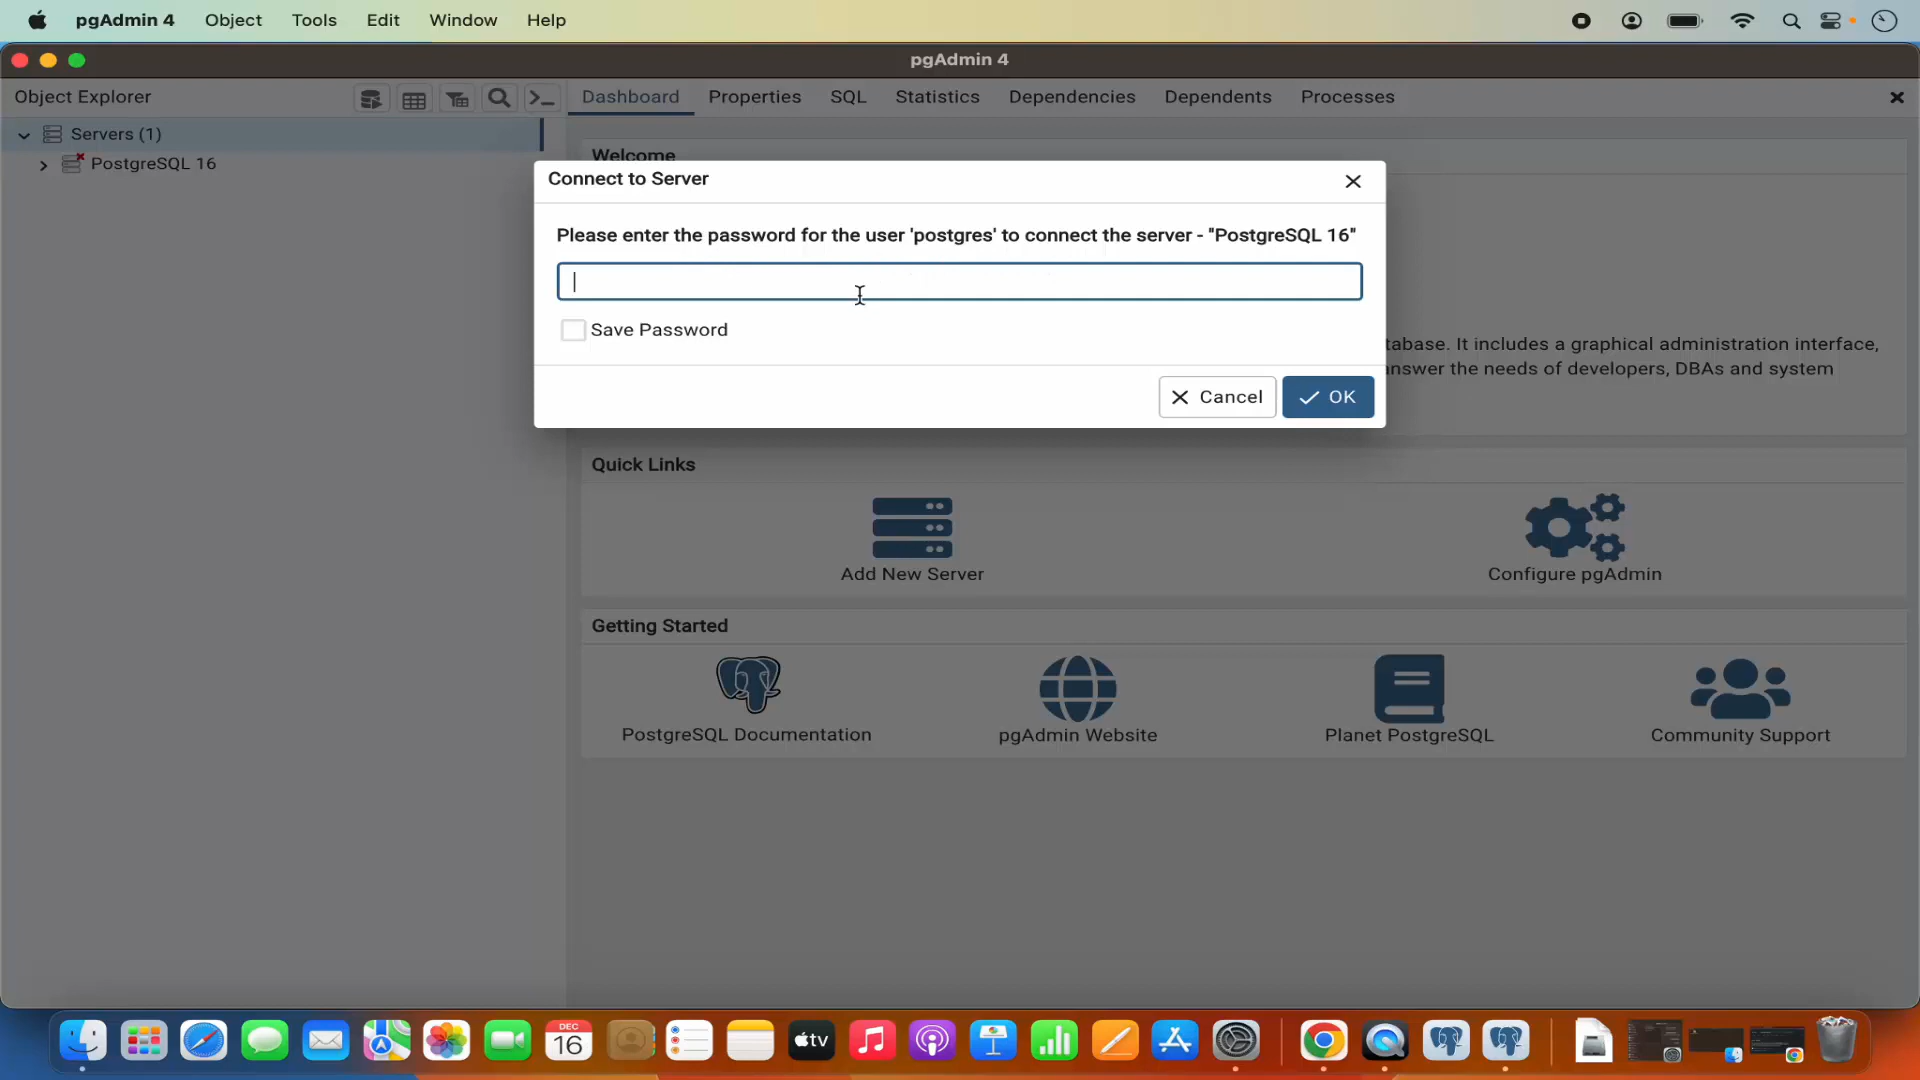 pgAdmin 4 Object Tools Edit Window Help
pgAdmin 4
Object Explorer
Dashboard Properties SQL Statistics Dependencies Dependents Processes
Servers (1)
PostgreSQL 16
Welcome
Connect to Server
Please enter the password for the user 'postgres' to connect the server - "PostgreSQL 16"
Save Password
Cancel OK
tabase. It includes a graphical administration interface,
answer the needs of developers, DBAs and system
Quick Links
Add New Server Configure pgAdmin
Getting Started
PostgreSQL Documentation pgAdmin Website Planet PostgreSQL Community Support
DEC
16
tv